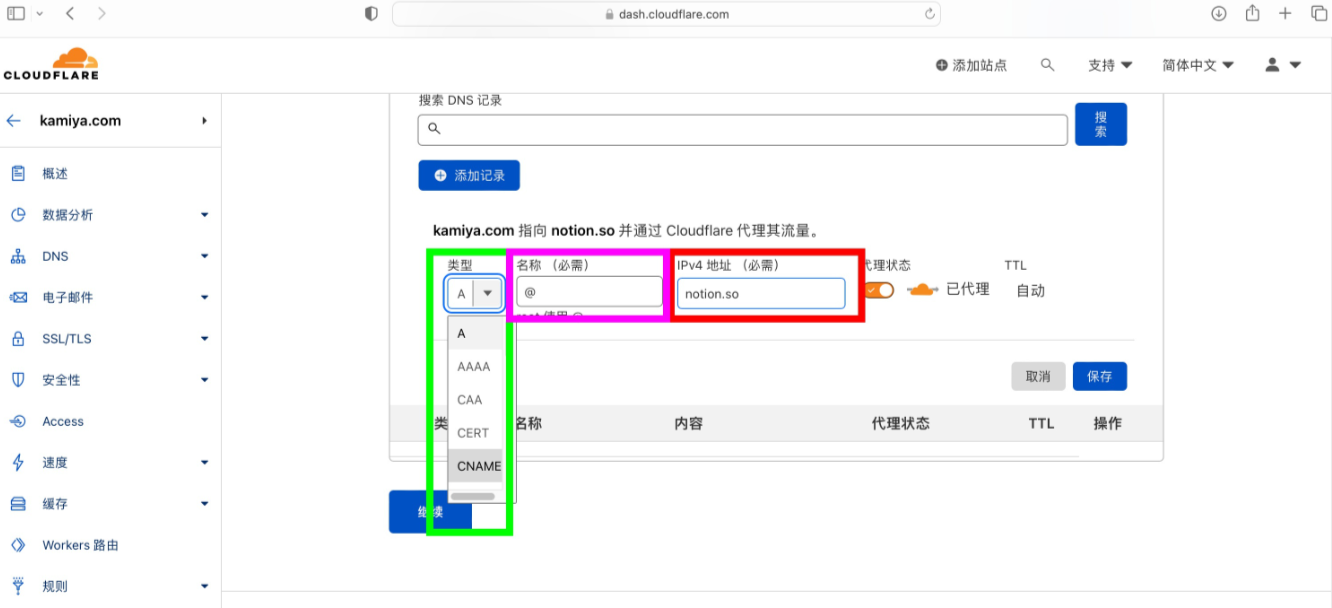 dash.cloudflare.com
CLOUDFLARE
添加站点
支持
简体中文
kamiya.com
概述
数据分析
DNS
电子邮件
SSL/TLS
安全性
Access
速度
缓存
Workers 路由
规则
搜索 DNS 记录
搜索
添加记录
kamiya.com 指向 notion.so 并通过 Cloudflare 代理其流量。
类型
名称 （必需）
IPv4 地址 （必需）
代理状态
TTL
A
@
notion.so
已代理
自动
root 使用 @
A
AAAA
CAA
CERT
CNAME
取消
保存
类
名称
内容
代理状态
TTL
操作
继续